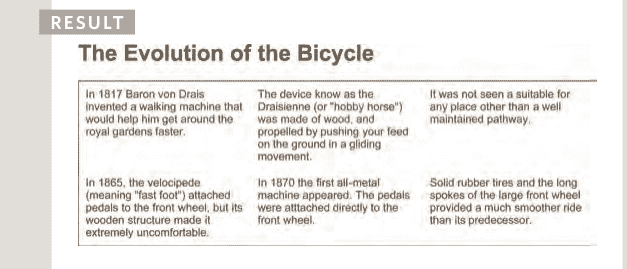 RESULT
The Evolution of the Bicycle
In 1817 Baron von Drais
invented a walking machine that
would help him get around the
royal gardens faster.
The device know as the
Draisienne (or "hobby horse")
was made of wood, and
propelled by pushing your feed
on the ground in a gliding
movement.
It was not seen a suitable for
any place other than a well
maintained pathway.
In 1865, the velocipede
(meaning "fast foot") attached
pedals to the front wheel, but its
wooden structure made it
extremely uncomfortable.
In 1870 the first all-metal
machine appeared. The pedals
were atttached directly to the
front wheel.
Solid rubber tires and the long
spokes of the large front wheel
provided a much smoother ride
than its predecessor.